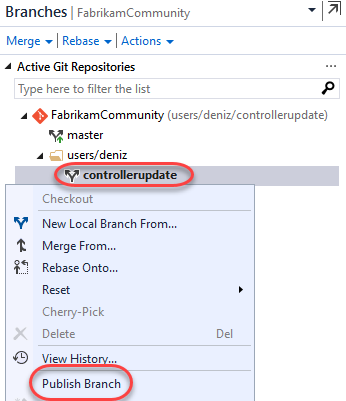 Branches | FabrikamCommunity
Merge | Rebase | Actions
Active Git Repositories
Type here to filter the list
FabrikamCommunity (users/deniz/controllerupdate)
master
users/deniz
controllerupdate
Checkout
New Local Branch From...
Merge From...
Rebase Onto...
Reset
Cherry-Pick
Delete Del
View History...
Publish Branch